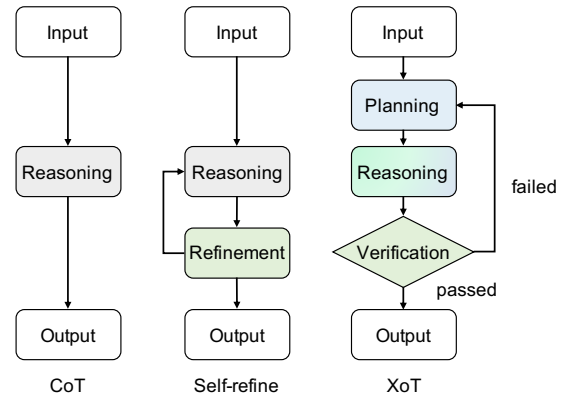 Input
Reasoning
Output
CoT
Input
Reasoning
Refinement
Output
Self-refine
Input
Planning
Reasoning
failed
Verification
passed
Output
XoT